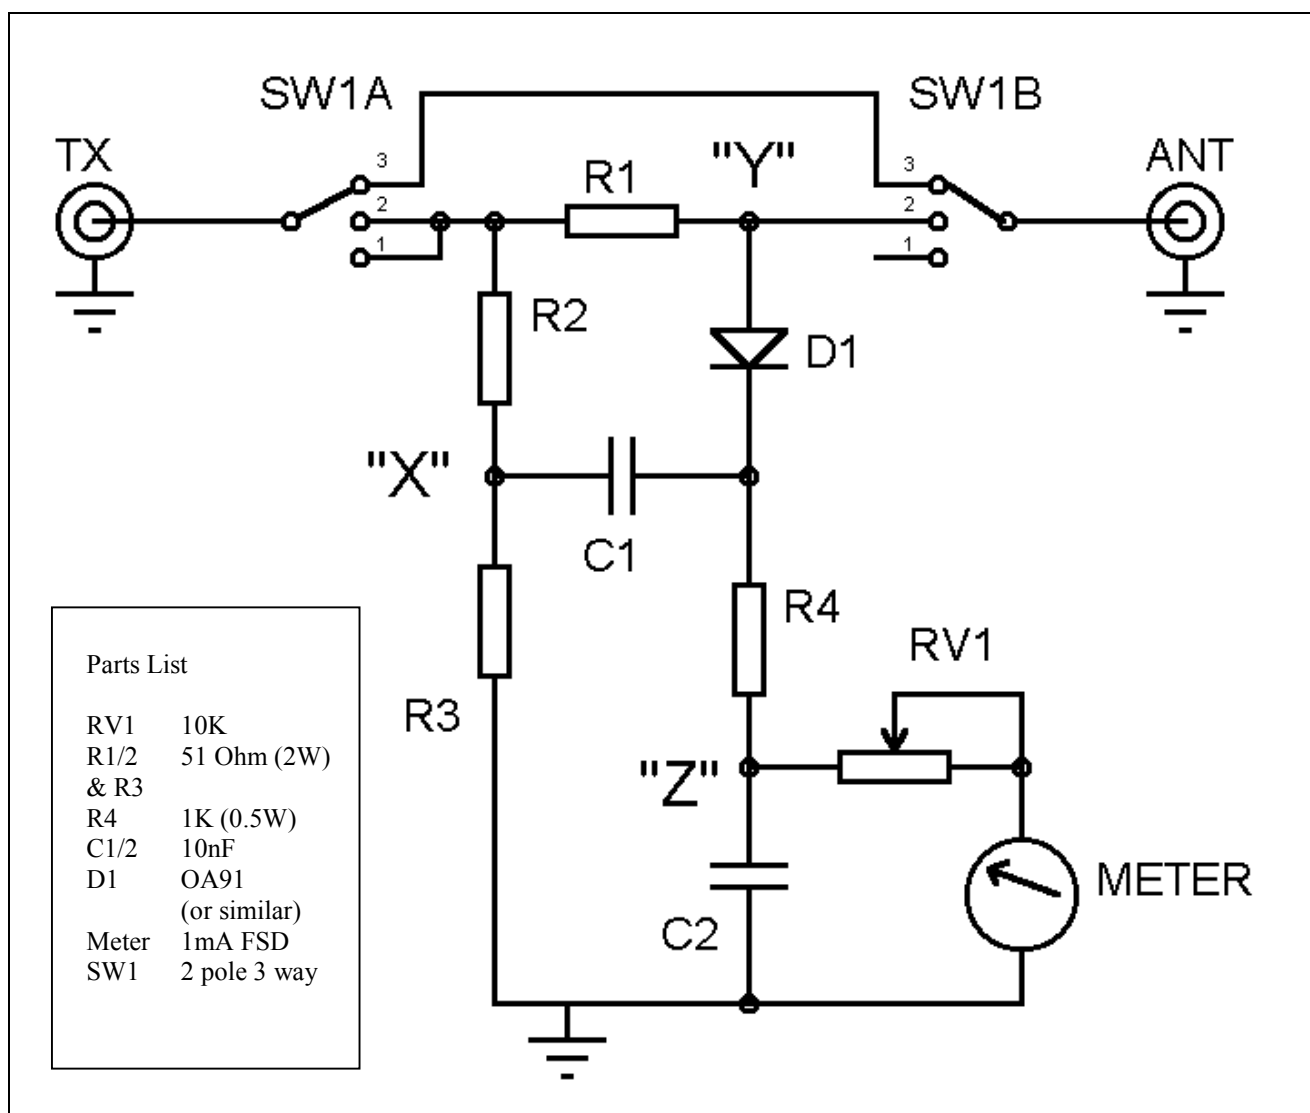 SW1A
SW1B
TX
3
2
1
R1
"Y"
3
2
1
ANT
R2
D1
"X"
C1
R4
RV1
R3
"Z"
METER
C2
Parts List
RV1 10K
R1/2 51 Ohm (2W)
& R3
R4 1K (0.5W)
C1/2 10nF
D1 OA91
(or similar)
Meter 1mA FSD
SW1 2 pole 3 way